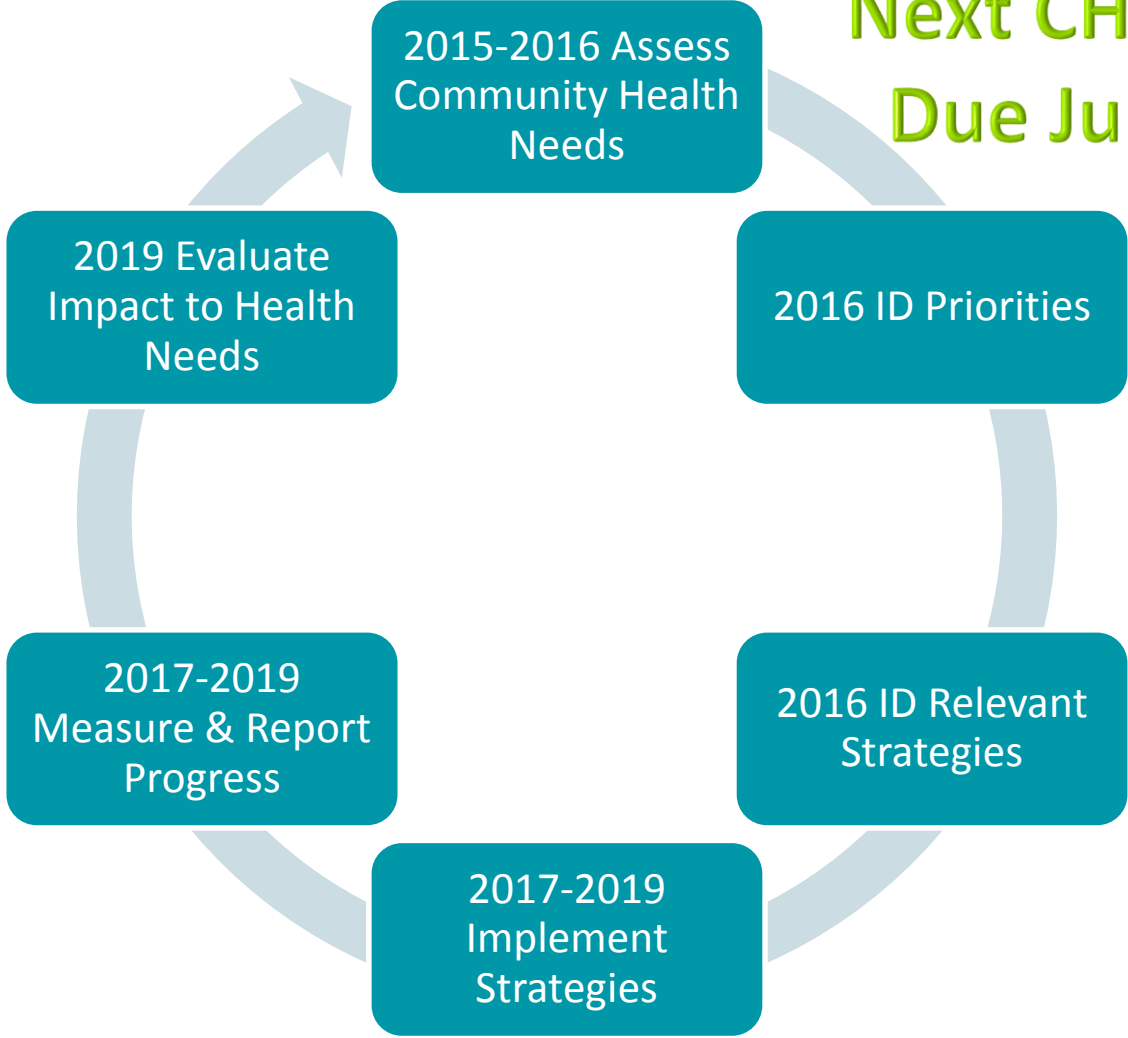 Next CH
Due Ju
2015-2016 Assess
Community Health
Needs
2016 ID Priorities
2016 ID Relevant
Strategies
2017-2019
Implement
Strategies
2017-2019
Measure & Report
Progress
2019 Evaluate
Impact to Health
Needs